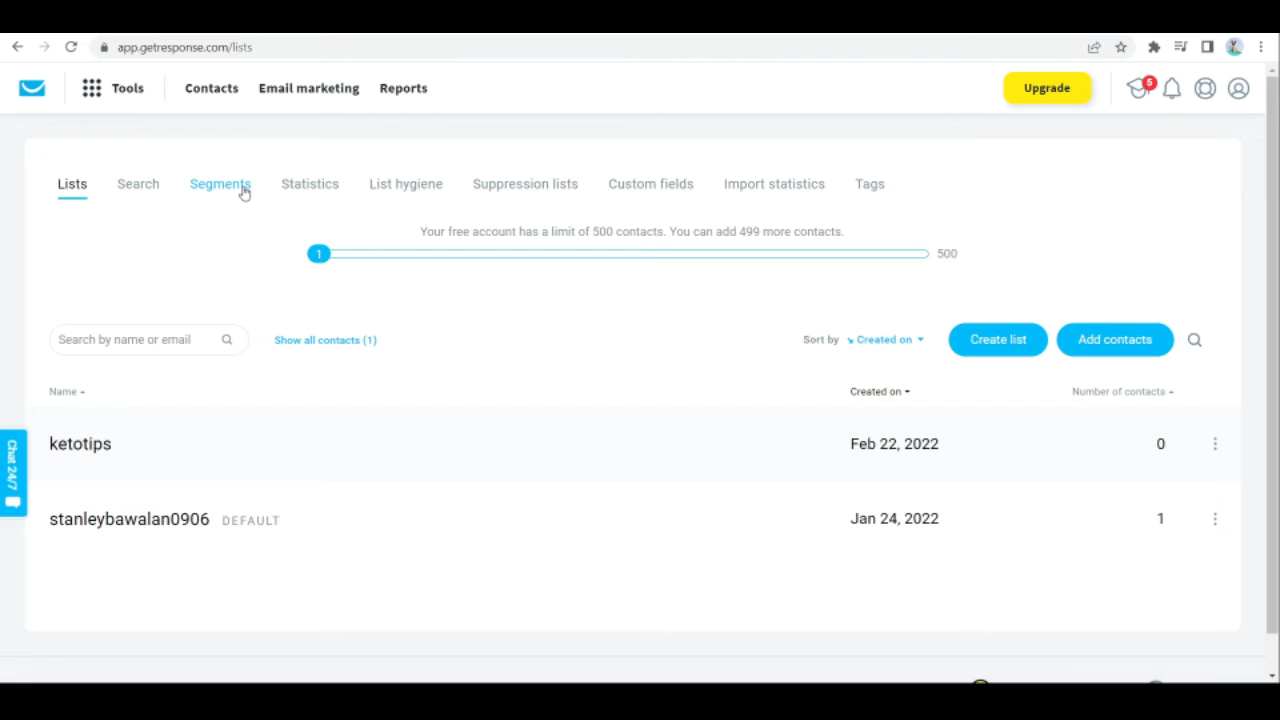 app.getresponse.com/lists
Tools Contacts Email marketing Reports Upgrade 5
Lists Search Segments Statistics List hygiene Suppression lists Custom fields Import statistics Tags
Your free account has a limit of 500 contacts. You can add 499 more contacts.
1 500
Search by name or email Show all contacts (1) Sort by Created on Create list Add contacts
Name Created on Number of contacts
ketotips Feb 22, 2022 0
Chat 24/7
stanleybawalan0906 DEFAULT Jan 24, 2022 1